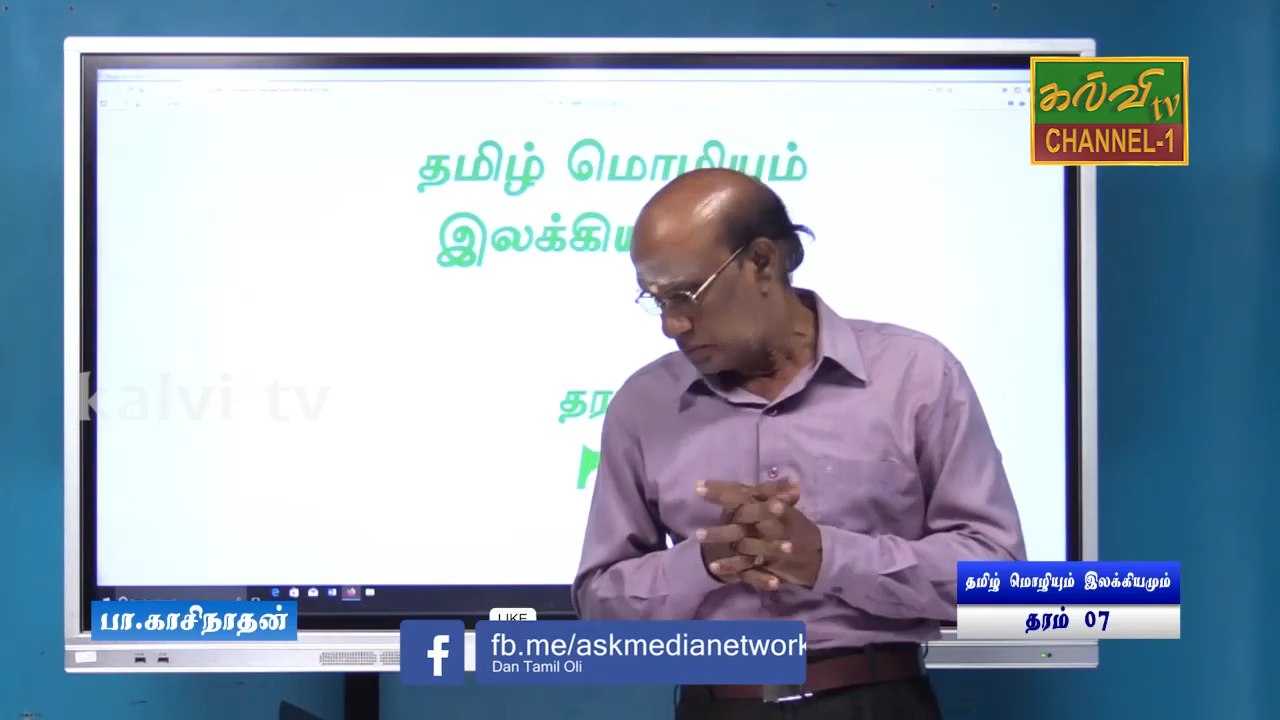 கல்வி tv
CHANNEL-1
தமிழ் மொழியும்
kalvi tv
தமிழ் மொழியும் இலக்கியமும்
தரம் 07
பா.காசிநாதன்
LIKE
fb.me/askmedianetwork
Dan Tamil Oli